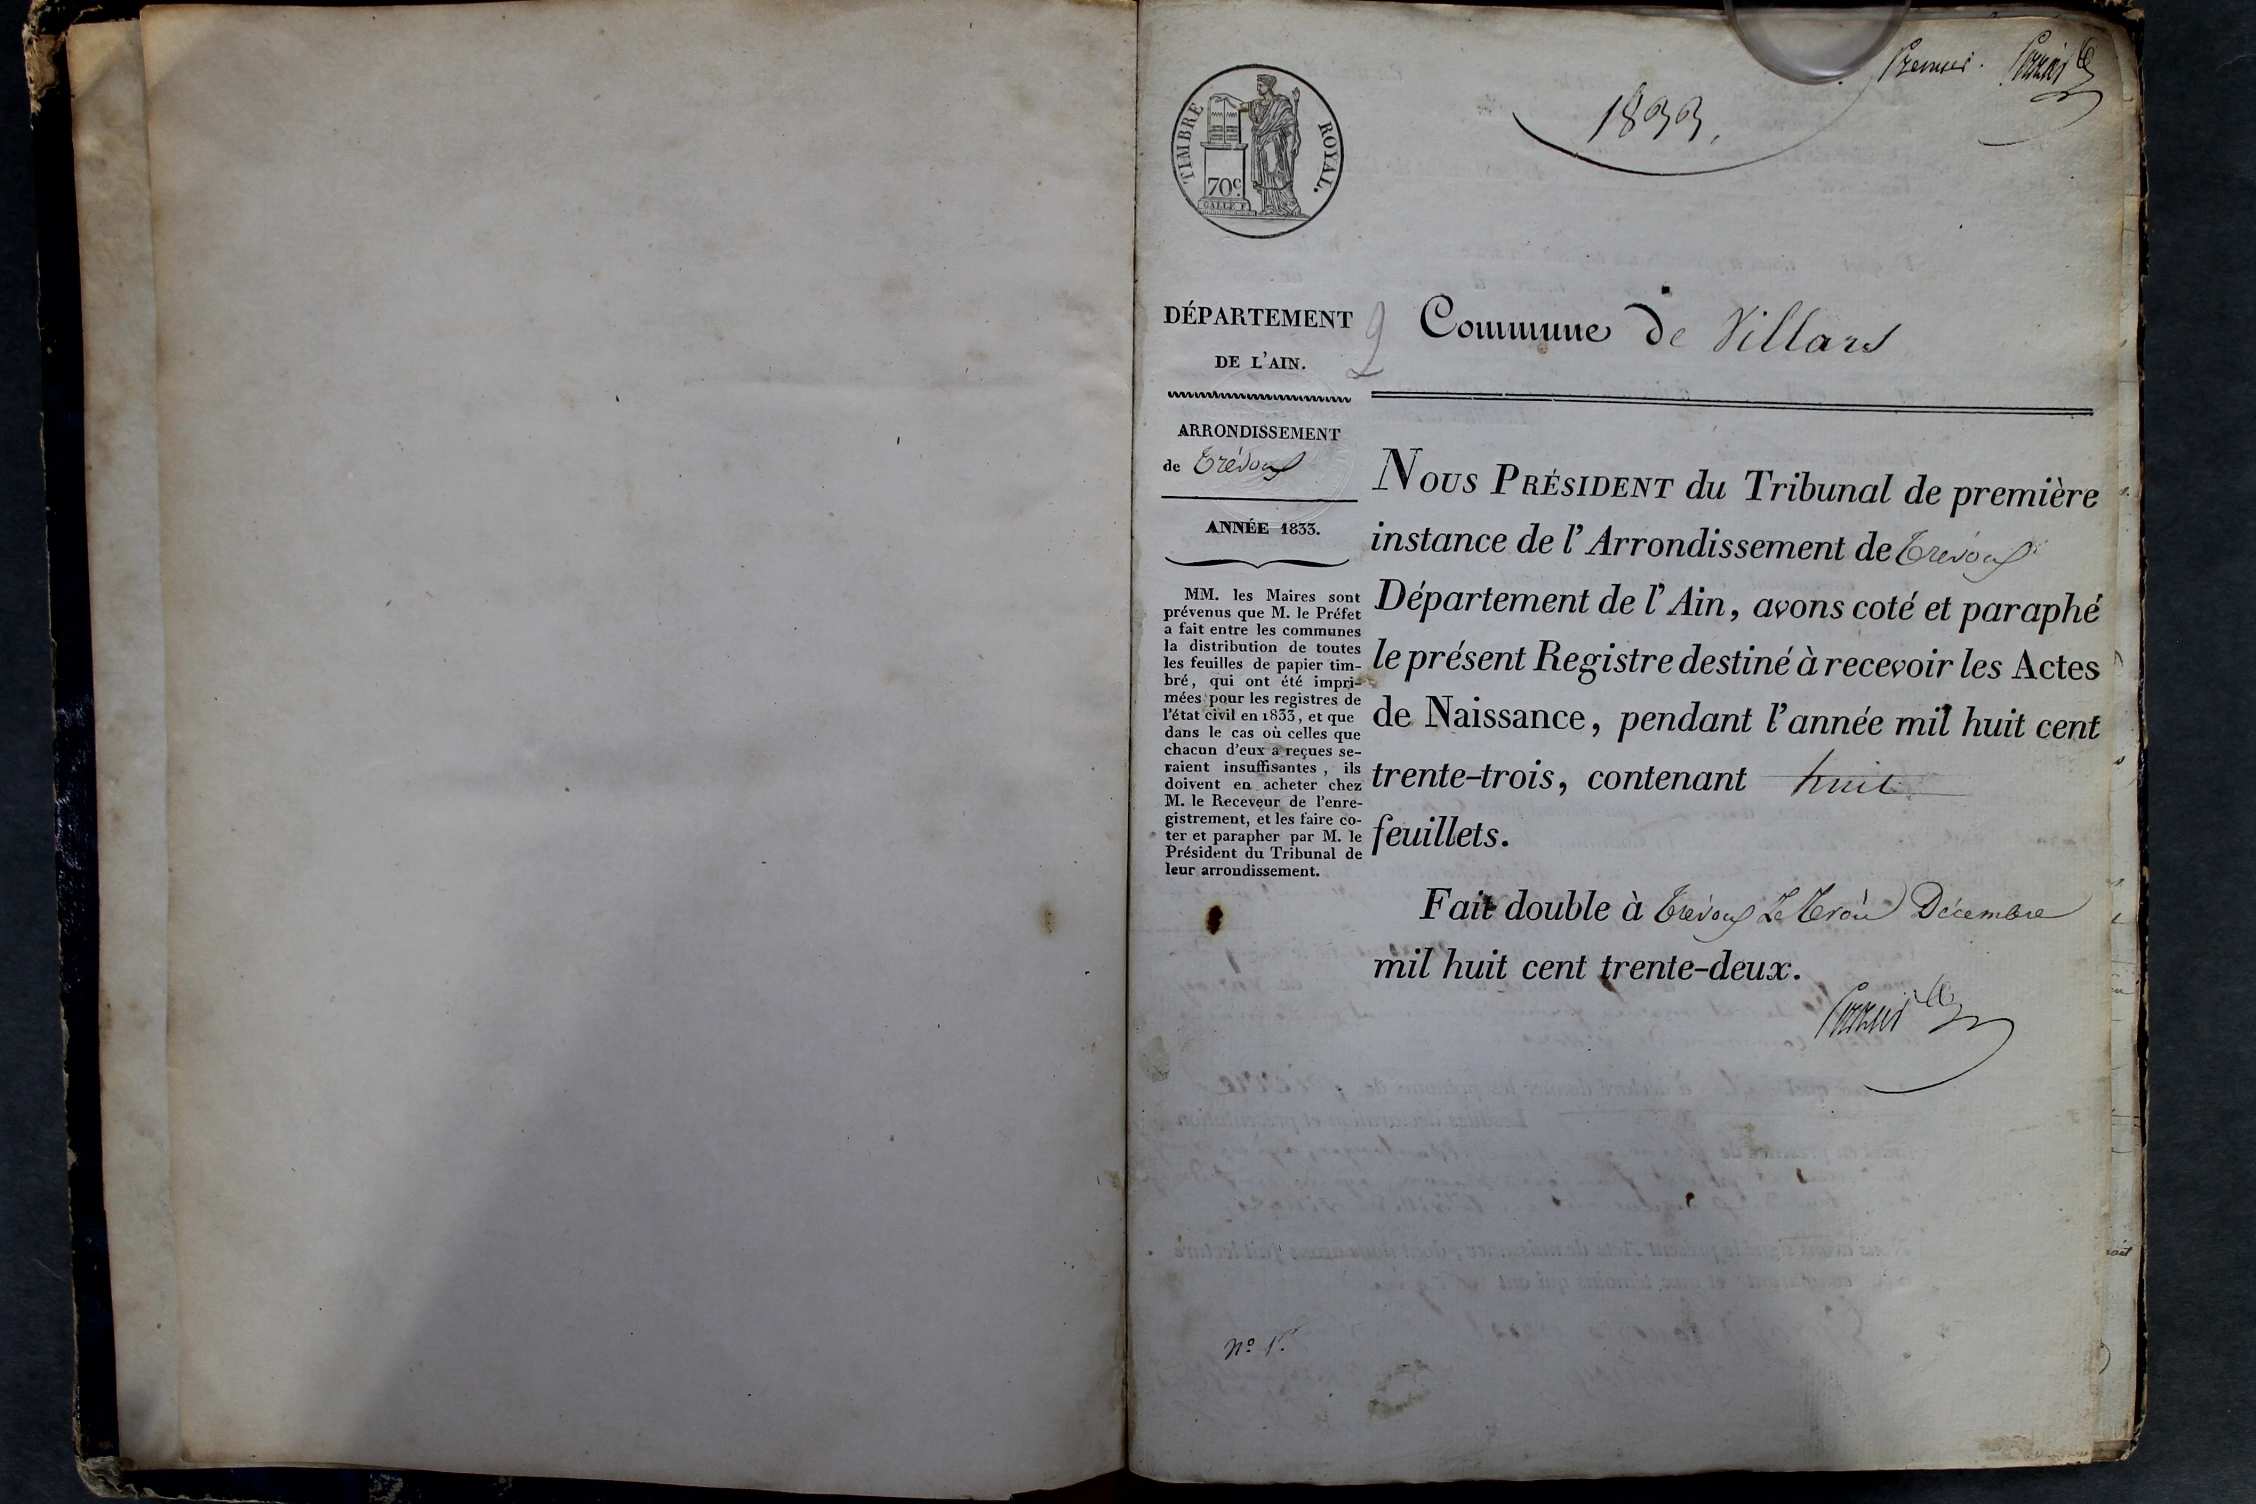 1833,
Premier.
TIMBRE ROYAL.
70c
GALLE F.
DÉPARTEMENT
DE L'AIN.
ARRONDISSEMENT
de Trévoux
ANNÉE 1833.
MM. les Maires sont
prévenus que M. le Préfet
a fait entre les communes
la distribution de toutes
les feuilles de papier tim-
bré, qui ont été impri-
mées pour les registres de
l'état civil en 1833, et que
dans le cas où celles que
chacun d'eux a reçues se-
raient insuffisantes, ils
doivent en acheter chez
M. le Receveur de l'enre-
gistrement, et les faire co-
ter et parapher par M. le
Président du Tribunal de
leur arrondissement.
9 Commune de Villars
NOUS PRÉSIDENT du Tribunal de première
instance de l'Arrondissement de Trévoux
Département de l'Ain, avons coté et paraphé
le présent Registre destiné à recevoir les Actes
de Naissance, pendant l'année mil huit cent
trente-trois, contenant huit
feuillets.
Fait double à Trévoux Le trois Décembre
mil huit cent trente-deux.
No 1.